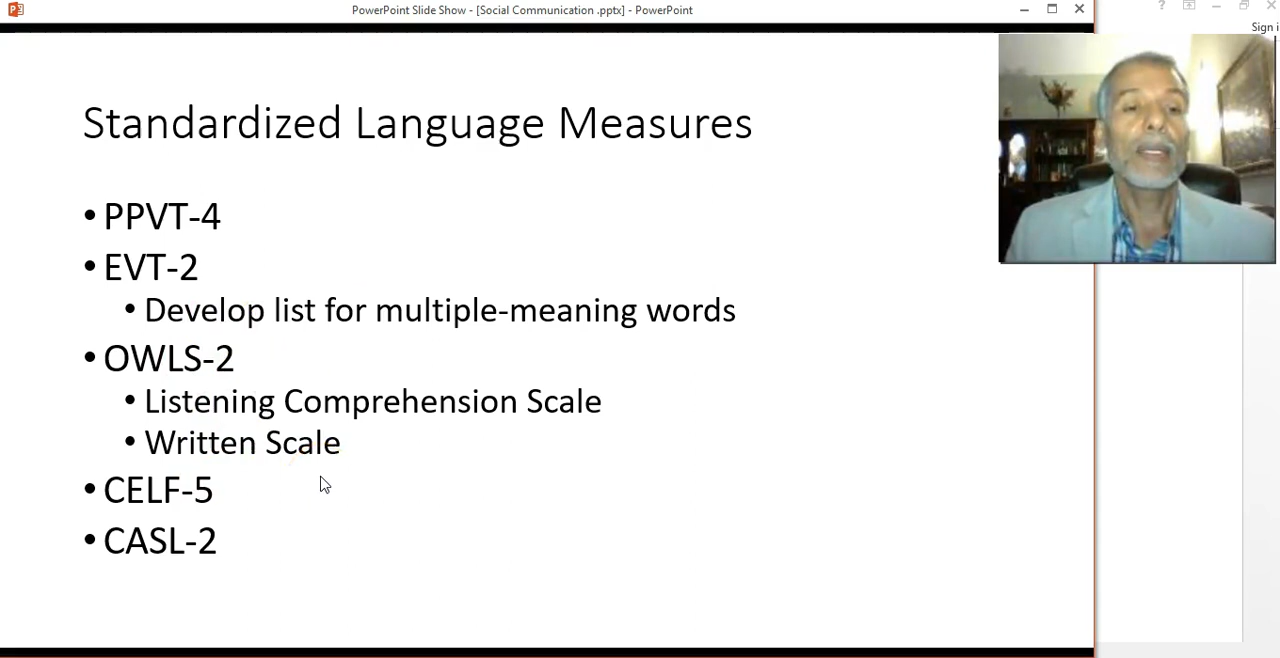 PowerPoint Slide Show - [Social Communication .pptx] - PowerPoint
?
Sign i
Standardized Language Measures
• PPVT-4
• EVT-2
• Develop list for multiple-meaning words
• OWLS-2
• Listening Comprehension Scale
• Written Scale
• CELF-5
• CASL-2